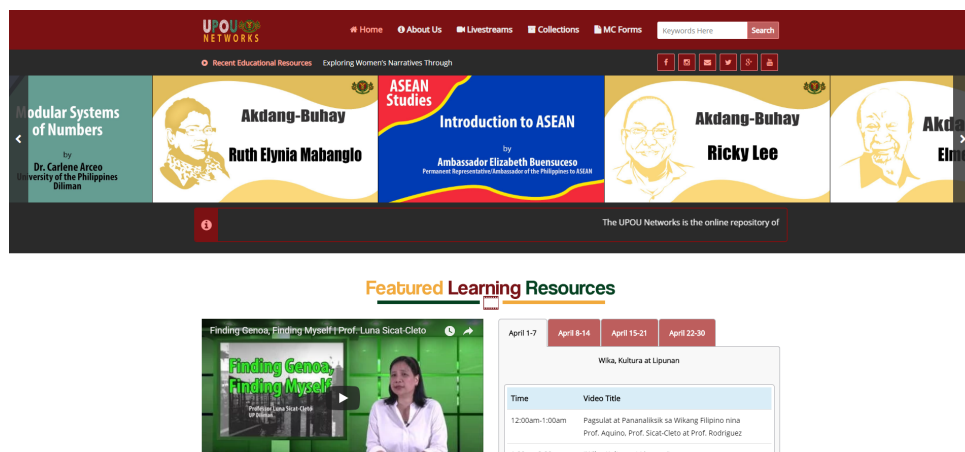 UPOU
NETWORKS
Home
About Us
Livestreams
Collections
MC Forms
Keywords Here
Search
Recent Educational Resources
Exploring Women's Narratives Through
Modular Systems
of Numbers
by
Dr. Carlene Arceo
University of the Philippines
Diliman
Akdang-Buhay
Ruth Elynia Mabanglo
ASEAN
Studies
Introduction to ASEAN
by
Ambassador Elizabeth Buensuceso
Permanent Representative/Ambassador of the Philippines to ASEAN
Akdang-Buhay
Ricky Lee
Akda
Elm
The UPOU Networks is the online repository of
Featured Learning Resources
Finding Genoa, Finding Myself | Prof. Luna Sicat-Cleto
Finding Genoa,
Finding Myself
Professor Luna Sicat-Cleto
UP Diliman
April 1-7
April 8-14
April 15-21
April 22-30
Wika, Kultura at Lipunan
Time
Video Title
12:00am-1:00am
Pagsulat at Pananaliksik sa Wikang Filipino nina
Prof. Aquino, Prof. Sicat-Cleto at Prof. Rodriguez